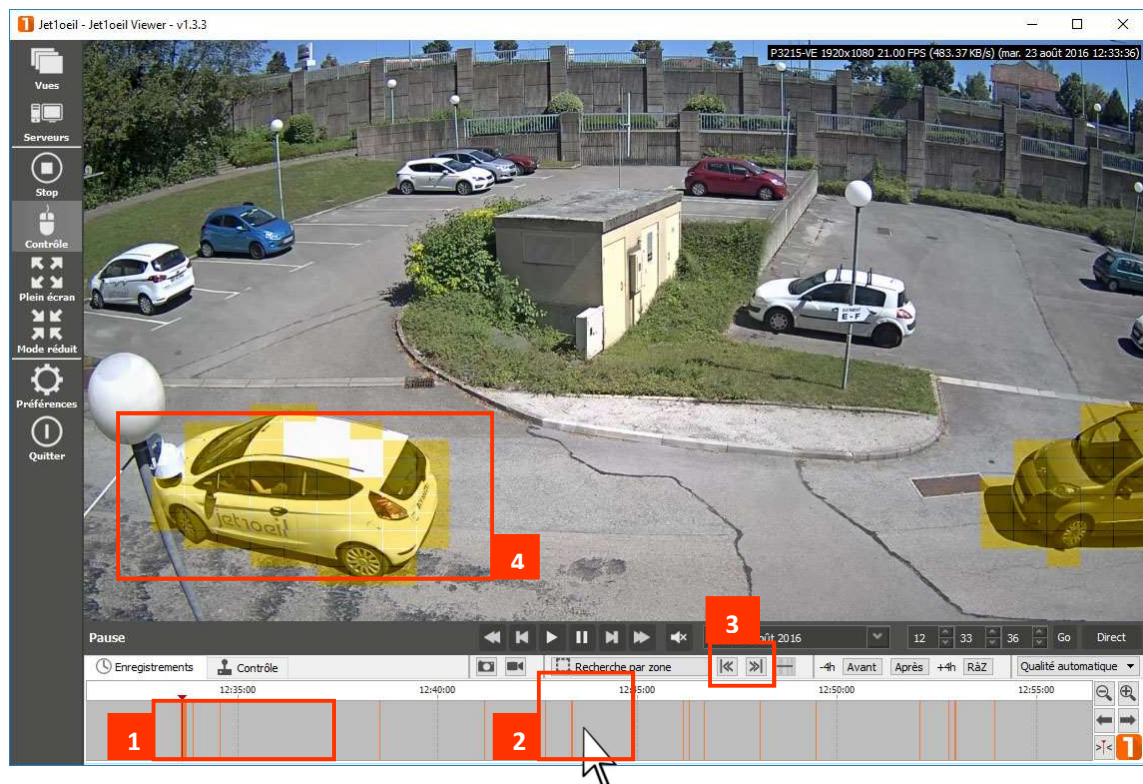 Jet1oeil - Jet1oeil Viewer - v1.3.3
P3215-VE 1920x1080 21.00 FPS (483.37 KB/s) (mar. 23 août 2016 12:33:36)
Vues
Serveurs
Stop
Contrôle
Plein écran
Mode réduit
Préférences
Quitter
E-F
jet1oeil
4
3
Pause
août 2016 12 33 36 Go Direct
Enregistrements Contrôle Recherche par zone -4h Avant Après +4h RàZ Qualité automatique
12:35:00 12:40:00 12:45:00 12:50:00 12:55:00
1 2